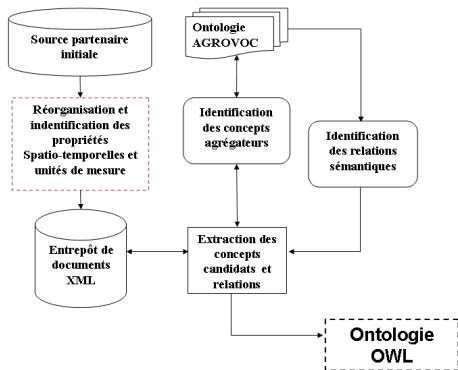 Source partenaire
initiale
Ontologie
AGROVOC
Réorganisation et
indentification des
propriétés
Spatio-temporelles et
unités de mesure
Identification
des concepts
agrégateurs
Identification
des relations
sémantiques
Entrepôt de
documents
XML
Extraction des
concepts
candidats et
relations
Ontologie
OWL